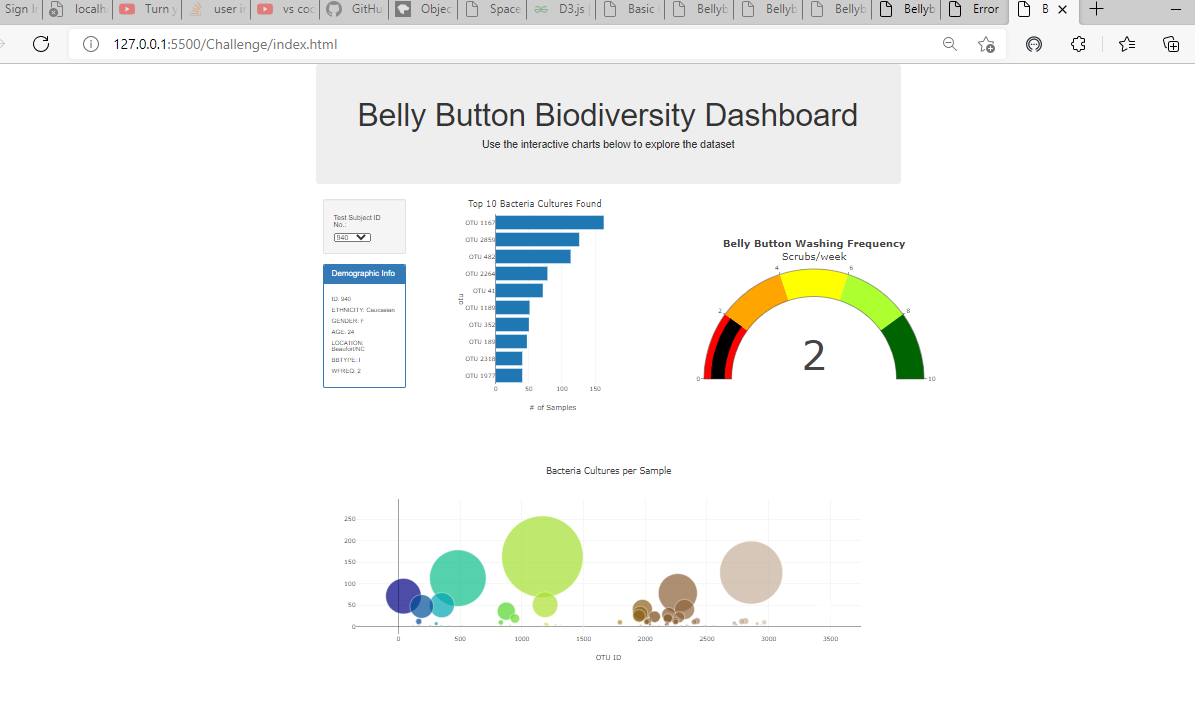 Sign I
localh
Turn y
user in
vs coc
GitHu
Objec
Space
D3.js
Basic
Bellyb
Bellyb
Bellyb
Bellyb
Error
B
127.0.0.1:5500/Challenge/index.html
Belly Button Biodiversity Dashboard
Use the interactive charts below to explore the dataset
Test Subject ID
No.:
940
Demographic Info
ID: 940
ETHNICITY: Caucasian
GENDER: F
AGE: 24
LOCATION:
Beaufort/NC
BBTYPE: I
WFREQ: 2
Top 10 Bacteria Cultures Found
OTU 1167
OTU 2859
OTU 482
OTU 2264
OTU 41
OTU 1189
OTU 352
OTU 189
OTU 2318
OTU 1977
otu
0 50 100 150
# of Samples
Belly Button Washing Frequency
Scrubs/week
0 2 4 6 8 10
2
Bacteria Cultures per Sample
250
200
150
100
50
0
0 500 1000 1500 2000 2500 3000 3500
OTU ID